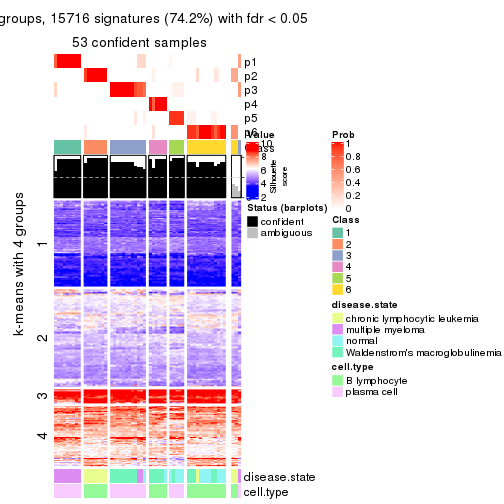 groups, 15716 signatures (74.2%) with fdr < 0.05
53 confident samples
p1
p2
p3
p4
p5
k-means with 4 groups
1
2
3
4
Value
10
8
6
4
2
Silhouette
score
Status (barplots)
confident
ambiguous
Prob
1
0.8
0.6
0.4
0.2
0
Class
1
2
3
4
5
6
disease.state
chronic lymphocytic leukemia
multiple myeloma
normal
Waldenstrom's macroglobulinemia
cell.type
B lymphocyte
plasma cell
disease.state
cell.type